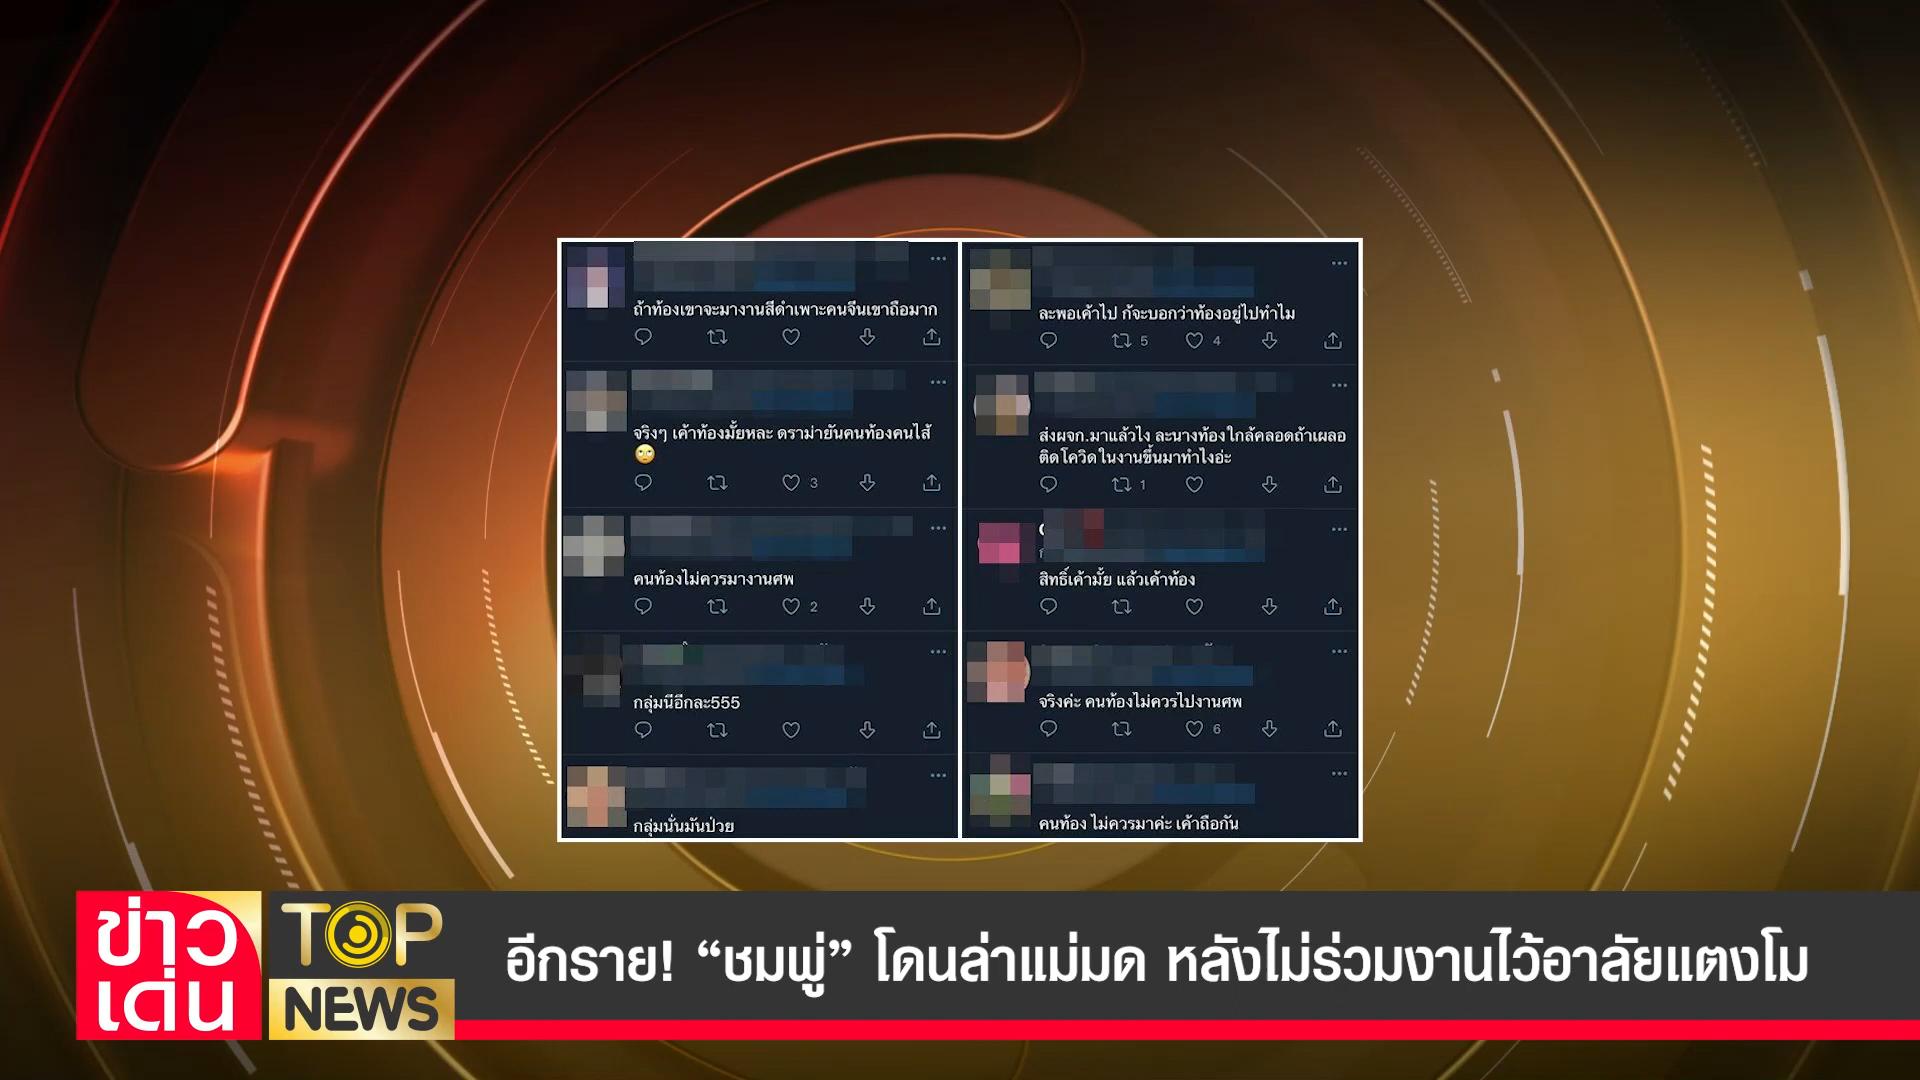 ถ้าท้องเขาจะมางานสีดำเพาะคนจีนเขาถือมาก
จริงๆ เค้าท้องมั้ยหละ ดราม่ายันคนท้องคนไส้
🙄
3
คนท้องไม่ควรมางานศพ
2
กลุ่มนีอีกละ555
กลุ่มนั่นมันป่วย
ละพอเค้าไป ก้จะบอกว่าท้องอยู่ไปทำไม
5 4
ส่งผจก.มาแล้วไง ละนางท้องใกล้คลอดถ้าเผลอ
ติดโควิดในงานขึ้นมาทำไงอ่ะ
1
สิทธิ์เค้ามั้ย แล้วเค้าท้อง
จริงค่ะ คนท้องไม่ควรไปงานศพ
6
คนท้อง ไม่ควรมาค่ะ เค้าถือกัน
ข่าว
เด่น
TOP
NEWS
อีกราย! “ชมพู่” โดนล่าแม่มด หลังไม่ร่วมงานไว้อาลัยแตงโม